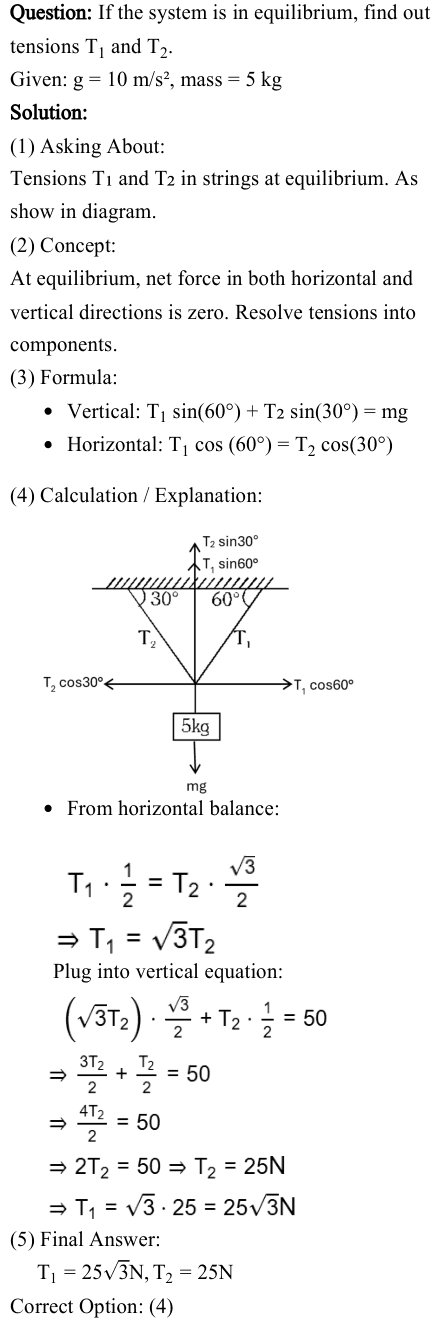 Question: If the system is in equilibrium, find out
tensions T₁ and T₂.
Given: g = 10 m/s², mass = 5 kg
Solution:
(1) Asking About:
Tensions T₁ and T₂ in strings at equilibrium. As
show in diagram.
(2) Concept:
At equilibrium, net force in both horizontal and
vertical directions is zero. Resolve tensions into
components.
(3) Formula:
• Vertical: T₁ sin(60°) + T₂ sin(30°) = mg
• Horizontal: T₁ cos (60°) = T₂ cos(30°)
(4) Calculation / Explanation:
T₂ sin30°
T₁ sin60°
30° 60°
T₂ T₁
T₂ cos30° T₁ cos60°
5kg
mg
• From horizontal balance:
T₁ · 1/2 = T₂ · √3/2
⇒ T₁ = √3T₂
Plug into vertical equation:
(√3T₂) · √3/2 + T₂ · 1/2 = 50
⇒ 3T₂/2 + T₂/2 = 50
⇒ 4T₂/2 = 50
⇒ 2T₂ = 50 ⇒ T₂ = 25N
⇒ T₁ = √3 · 25 = 25√3N
(5) Final Answer:
T₁ = 25√3N, T₂ = 25N
Correct Option: (4)